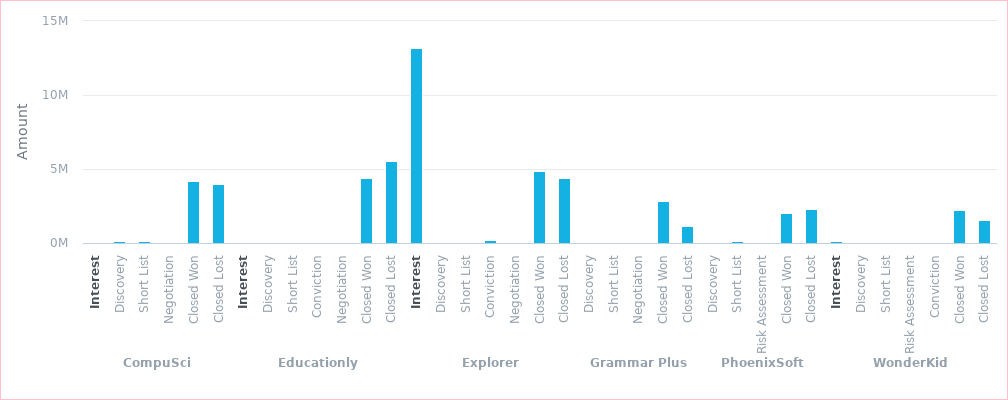 15M
10M
5M
0M
Amount
Interest
Discovery
Short List
Negotiation
Closed Won
Closed Lost
Interest
Discovery
Short List
Conviction
Negotiation
Closed Won
Closed Lost
Interest
Discovery
Short List
Conviction
Negotiation
Closed Won
Closed Lost
Discovery
Short List
Negotiation
Closed Won
Closed Lost
Discovery
Short List
Risk Assessment
Closed Won
Closed Lost
Interest
Discovery
Short List
Risk Assessment
Conviction
Closed Won
Closed Lost
CompuSci
Educationly
Explorer
Grammar Plus
PhoenixSoft
WonderKid